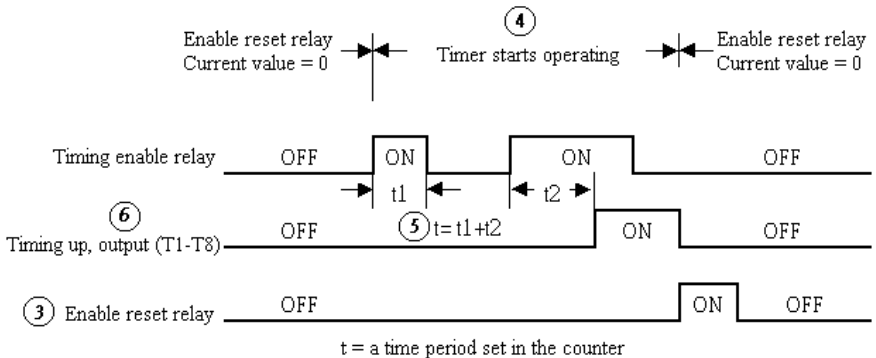 4
Enable reset relay
Current value = 0
Timer starts operating
Enable reset relay
Current value = 0
Timing enable relay
OFF
ON
ON
OFF
t1
t2
6
Timing up, output (T1-T8)
OFF
5 t= t1+t2
ON
OFF
3 Enable reset relay
OFF
ON
OFF
t = a time period set in the counter